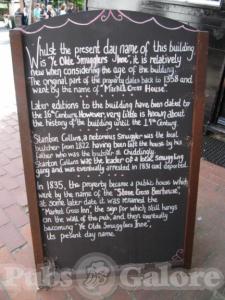 Whilst the present day name of this building
is "Ye Olde Smugglers Inne", it is relatively
new when considering the age of the building.
The original part of the property dates back to 1358 and
went by the name of "Market Cross House".
Later editions to the building have been dated to
the 16th Century. However, very little is known about
the history of the building until the 19th Century.
Stanton Collins, a notorious Smuggler was the local
butcher from 1822 having been left the house by his
father who was the butcher at Chiddingly.
Stanton Collins was the leader of a local smuggling
gang and was eventually arrested in 1831 and deported.
In 1835, the property became a public house which
went by the name of the "Stone Cross Beerhouse",
at some later date it was renamed the
"Market Cross Inn", the sign for which still hangs
on the wall of the pub, and then eventually
becoming "Ye Olde Smugglers Inne",
its present day name.
Pubs Galore